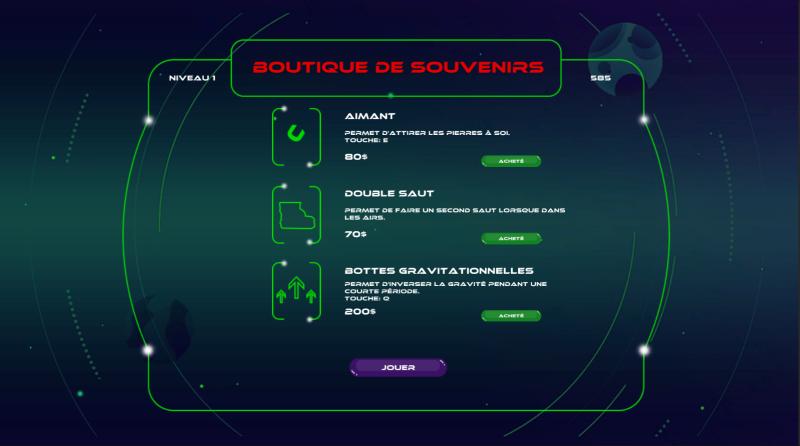 BOUTIQUE DE SOUVENIRS
NIVEAU 1
585
AIMANT
PERMET D'ATTIRER LES PIERRES À SOI.
TOUCHE: E
80$
ACHETÉ
DOUBLE SAUT
PERMET DE FAIRE UN SECOND SAUT LORSQUE DANS
LES AIRS.
70$
ACHETÉ
BOTTES GRAVITATIONNELLES
PERMET D'INVERSER LA GRAVITÉ PENDANT UNE
COURTE PÉRIODE.
TOUCHE: Q
200$
ACHETÉ
JOUER